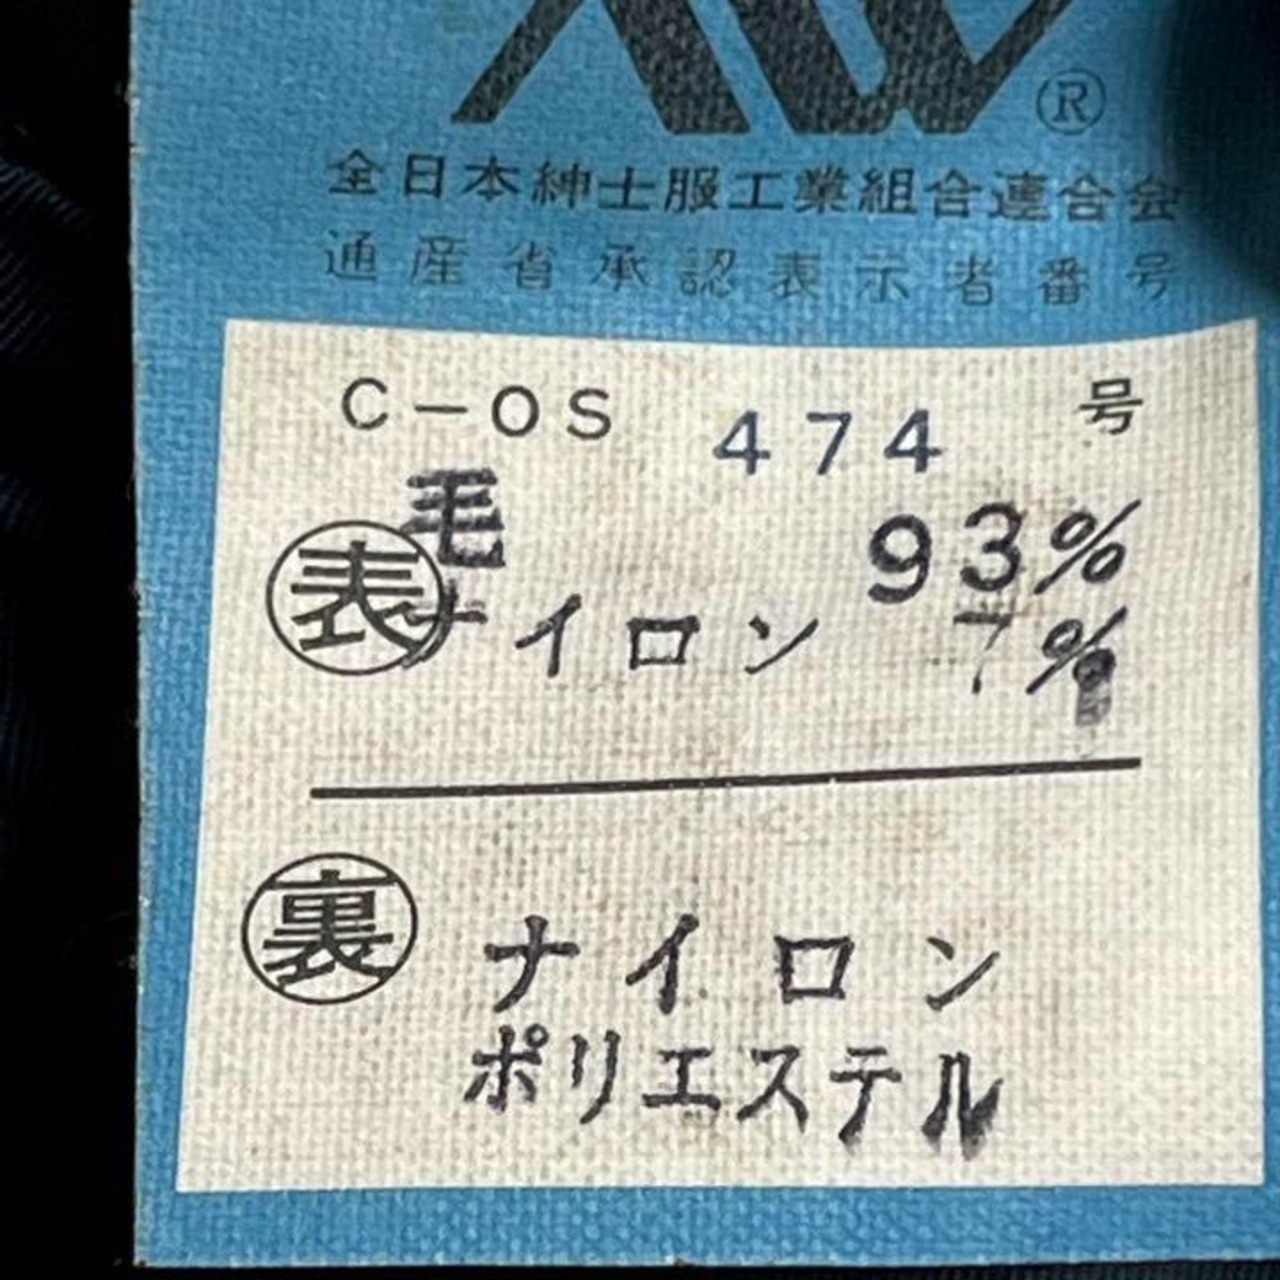 ®
全日本紳士服工業組合連合会
通産省承認表示者番号
C-OS 474 号
表 毛 93%
ナイロン 7%
裏 ナイロン
ポリエステル